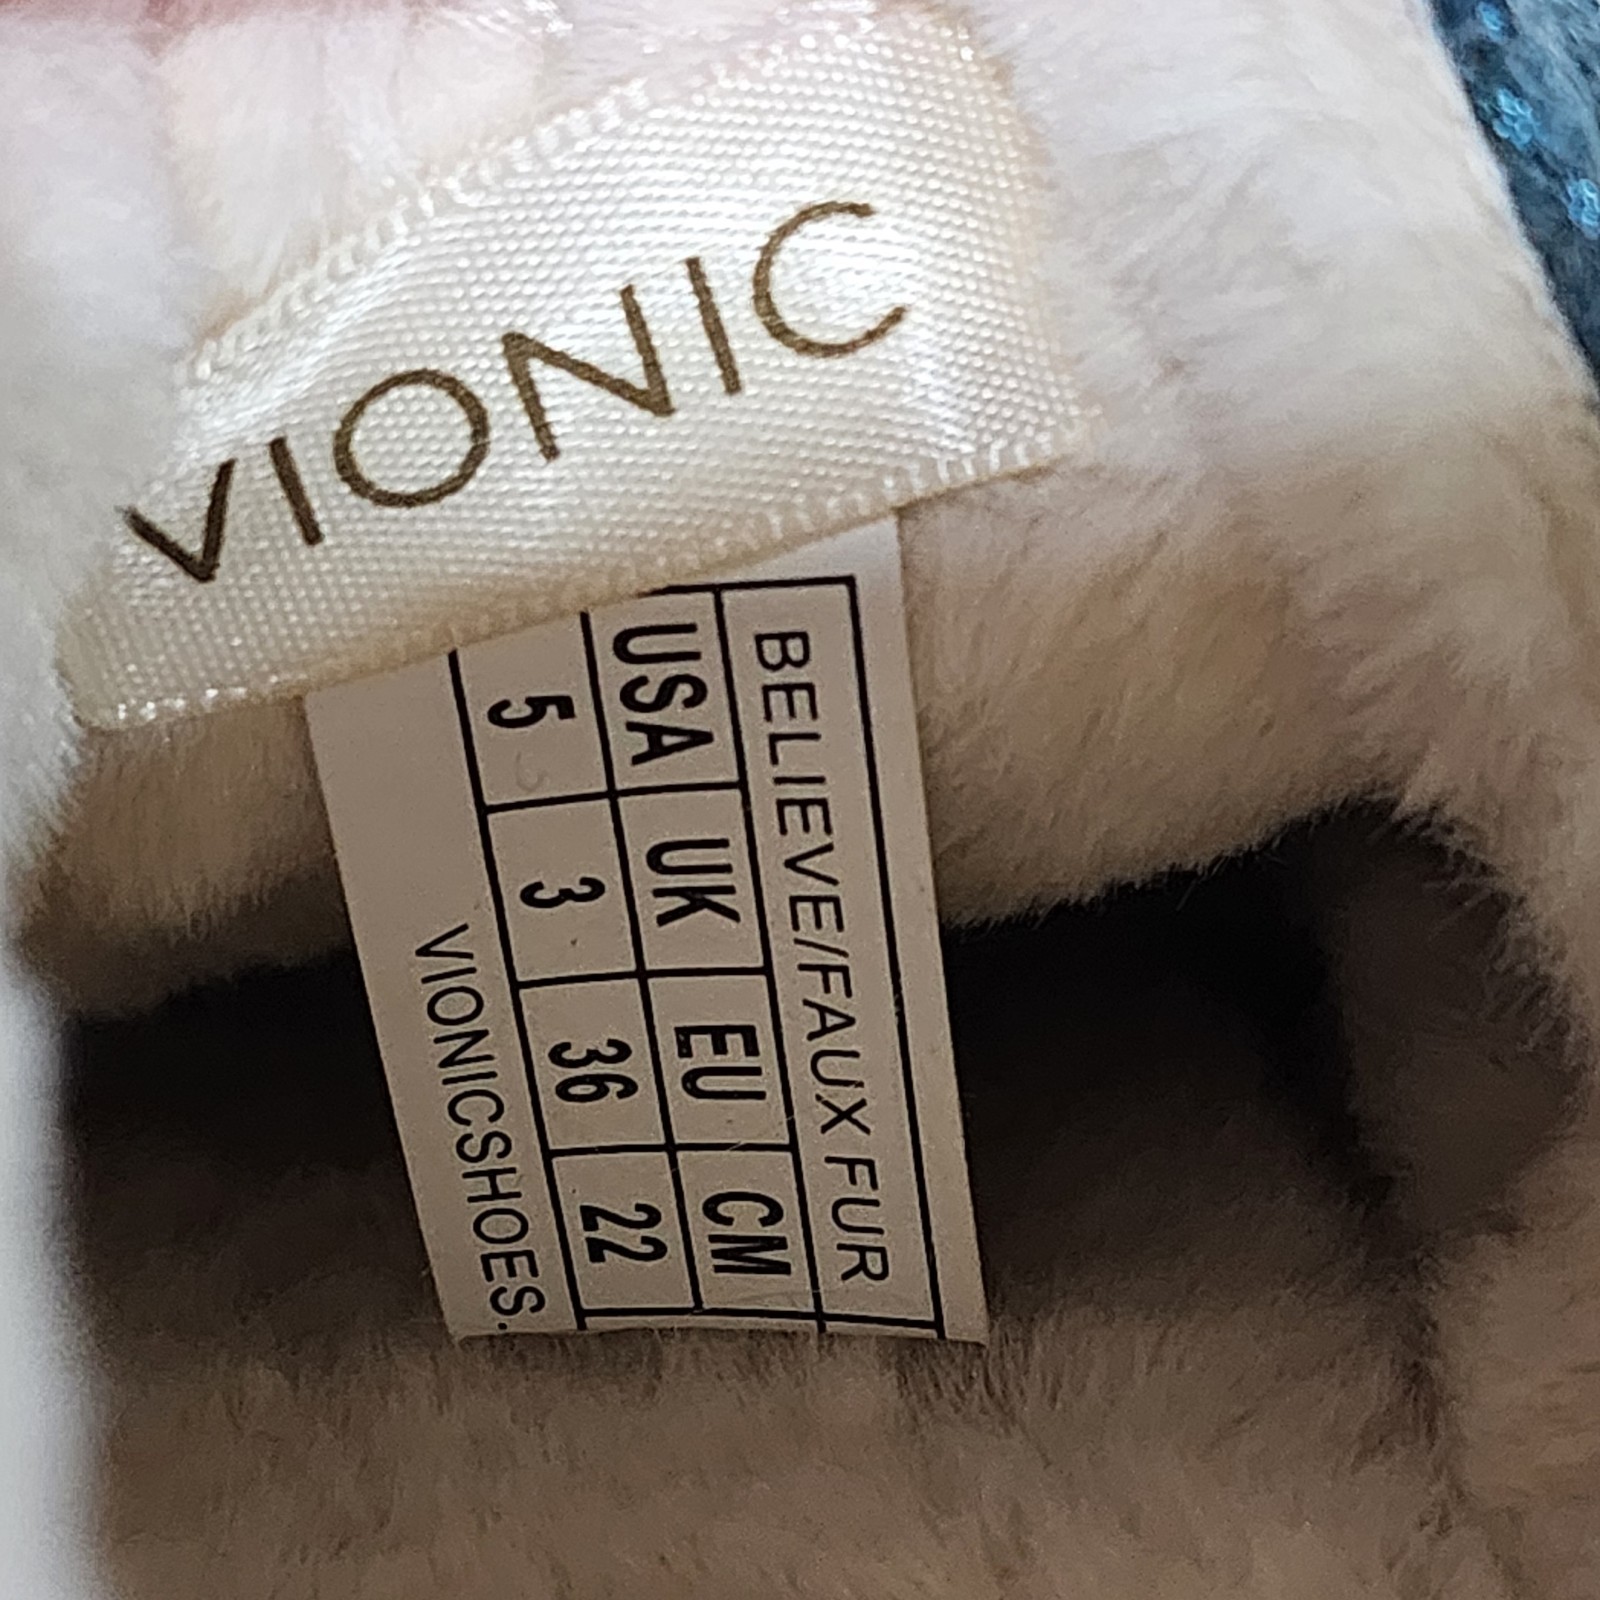 VIONIC
BELIEVE/FAUX FUR
USA UK EU CM
5 3 36 22
VIONICSHOES.